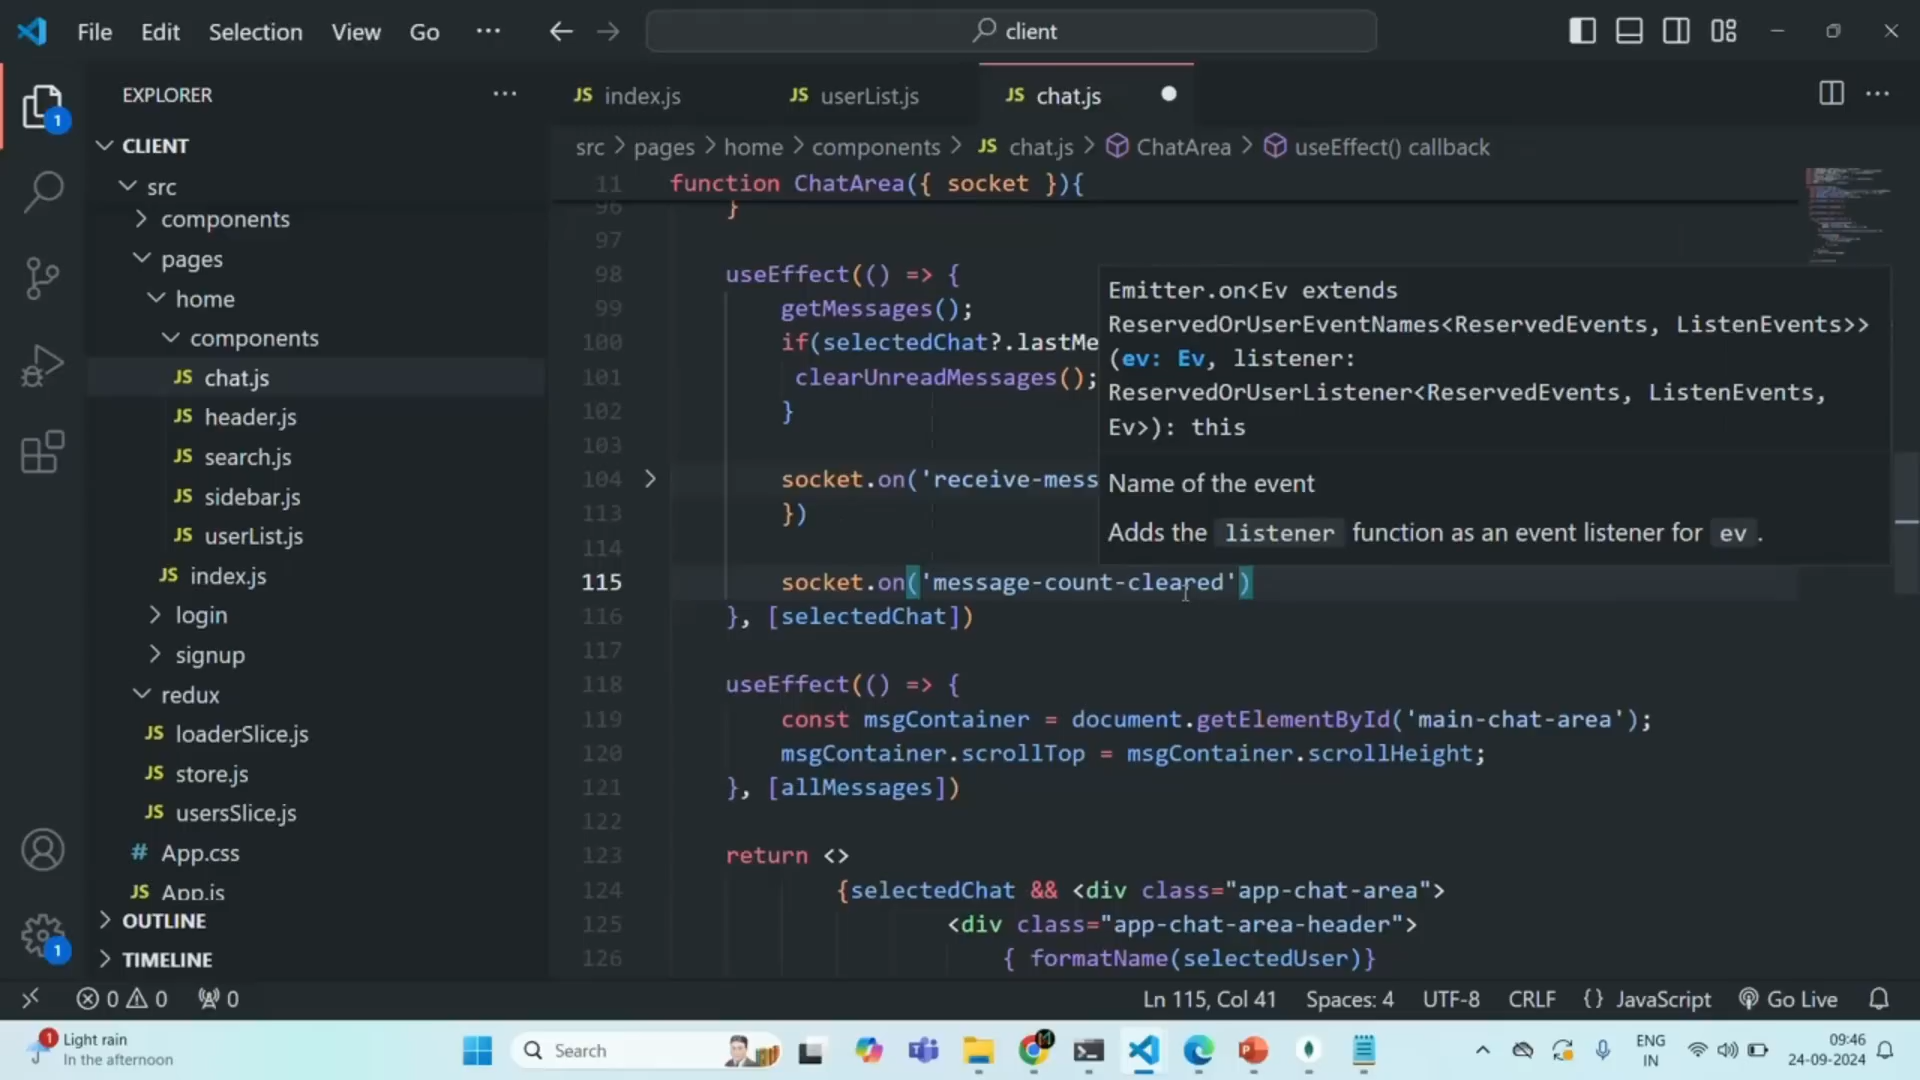 File Edit Selection View Go ... client
EXPLORER ...
index.js userList.js chat.js
CLIENT
src > pages > home > components > JS chat.js > ChatArea > useEffect() callback
src
components
pages
home
components
JS chat.js
JS header.js
JS search.js
JS sidebar.js
JS userList.js
JS index.js
login
signup
redux
JS loaderSlice.js
JS store.js
JS usersSlice.js
# App.css
JS App.js
OUTLINE
TIMELINE
11 function ChatArea({ socket }){
96 }
97
98 useEffect(() => {
99 getMessages();
100 if(selectedChat?.lastMe
101 clearUnreadMessages();
102 }
103
104 socket.on('receive-mess
113 })
114
115 socket.on('message-count-cleared')
116 }, [selectedChat])
117
118 useEffect(() => {
119 const msgContainer = document.getElementById('main-chat-area');
120 msgContainer.scrollTop = msgContainer.scrollHeight;
121 }, [allMessages])
122
123 return <>
124 {selectedChat && <div class="app-chat-area">
125 <div class="app-chat-area-header">
126 { formatName(selectedUser)}
Emitter.on<Ev extends
ReservedOrUserEventNames<ReservedEvents, ListenEvents>>
(ev: Ev, listener:
ReservedOrUserListener<ReservedEvents, ListenEvents,
Ev>): this
Name of the event
Adds the listener function as an event listener for ev.
1
1
0 0 0 Ln 115, Col 41 Spaces: 4 UTF-8 CRLF {} JavaScript Go Live
1 Light rain
In the afternoon
Search
ENG
IN
09:46
24-09-2024